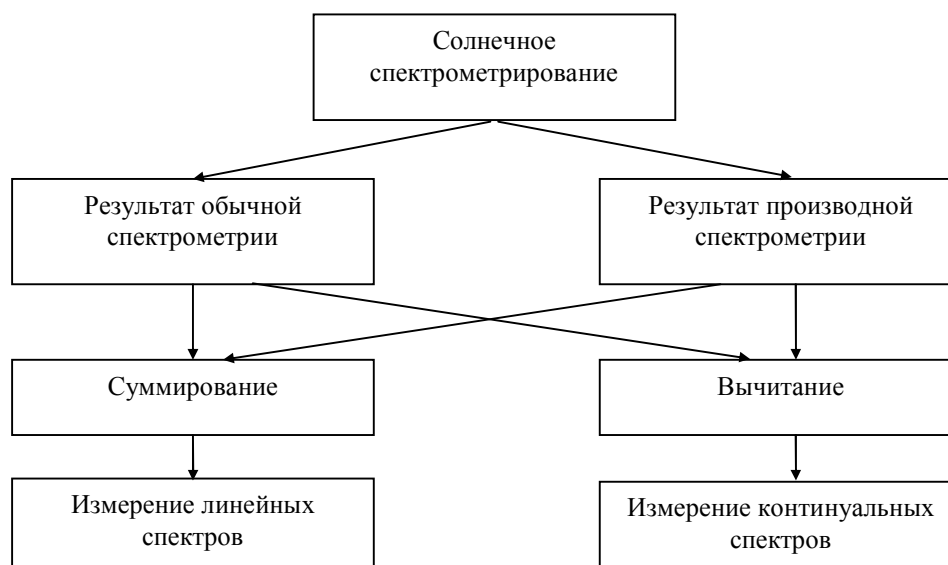 Солнечное
спектрометрирование
Результат обычной
спектрометрии
Результат производной
спектрометрии
Суммирование
Вычитание
Измерение линейных
спектров
Измерение континуальных
спектров